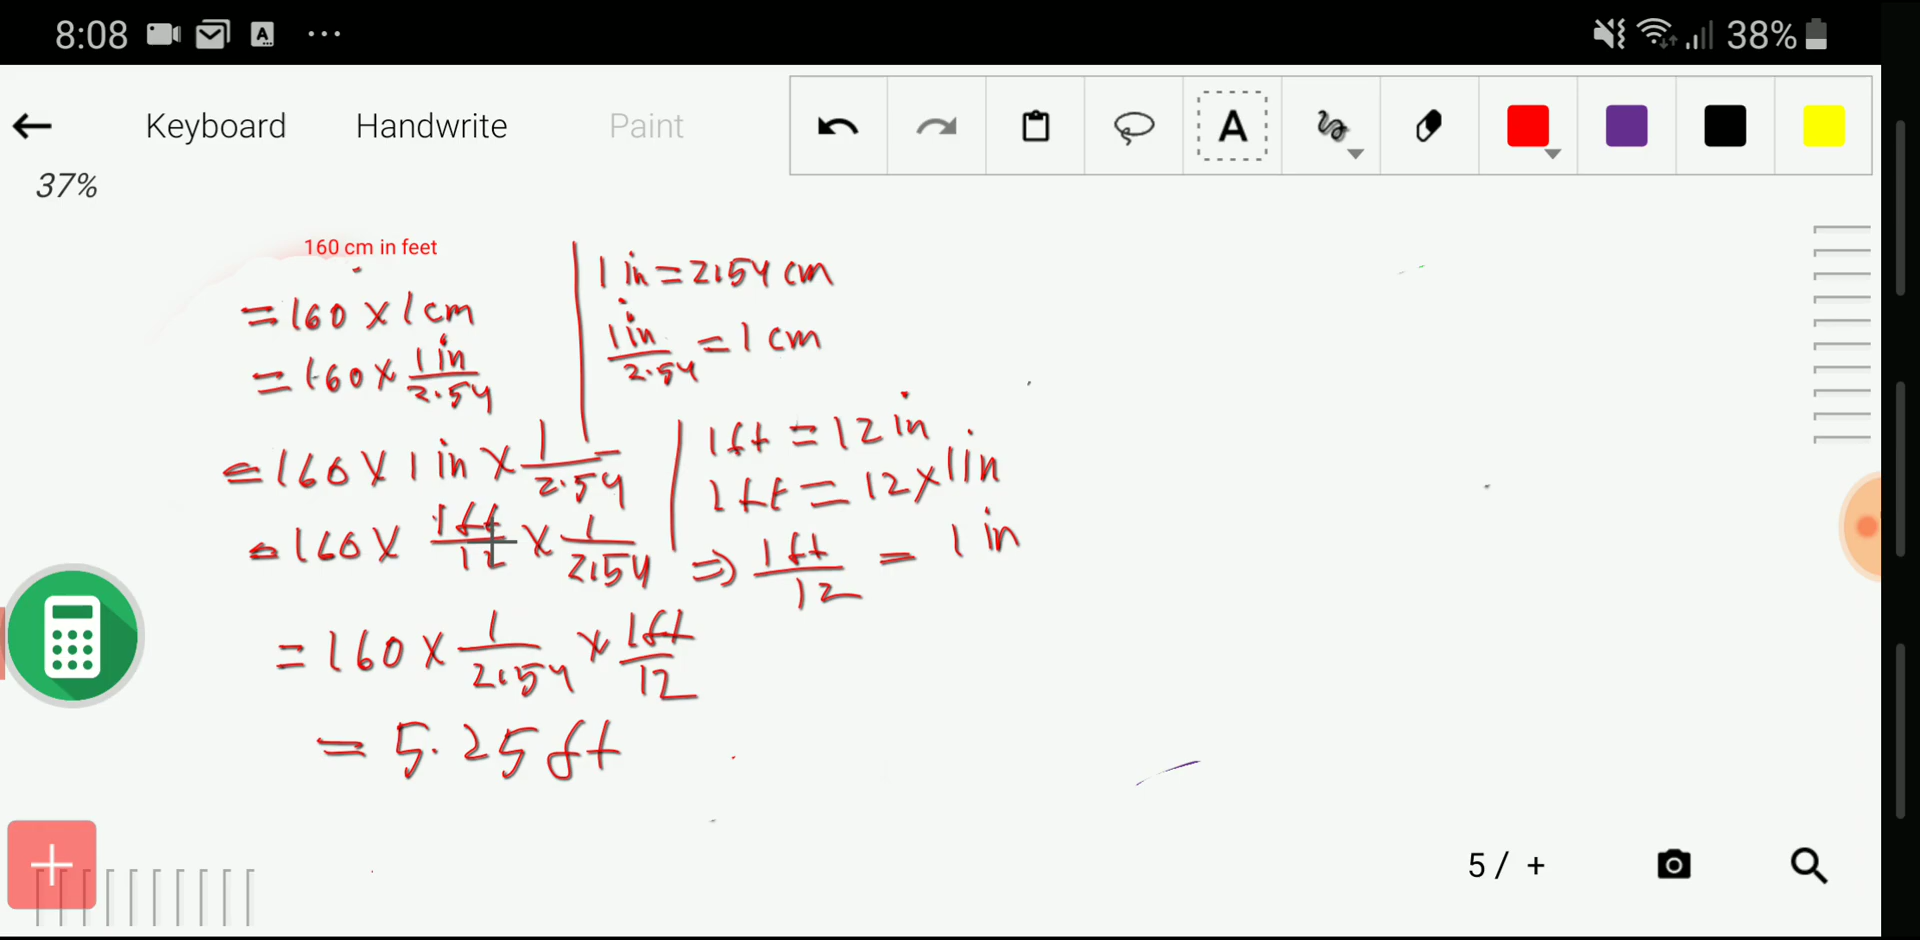 8:08 A... ... 38%
Keyboard Handwrite Paint A
37%
160 cm in feet
= 160 × 1 cm
= 160 × 1 in / 2.54
= 160 × 1 in × 1 / 2.54
= 160 × 1 ft / 12 × 1 / 2.54
= 160 × 1 / 2.54 × 1 ft / 12
= 5.25 ft
1 in = 2.54 cm
1 in / 2.54 = 1 cm
1 ft = 12 in
1 ft = 12 × 1 in
⇒ 1 ft / 12 = 1 in
5 / +